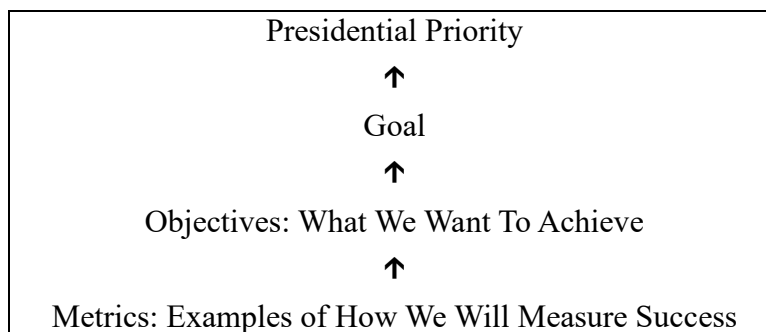 Presidential Priority
↑
Goal
↑
Objectives: What We Want To Achieve
↑
Metrics: Examples of How We Will Measure Success